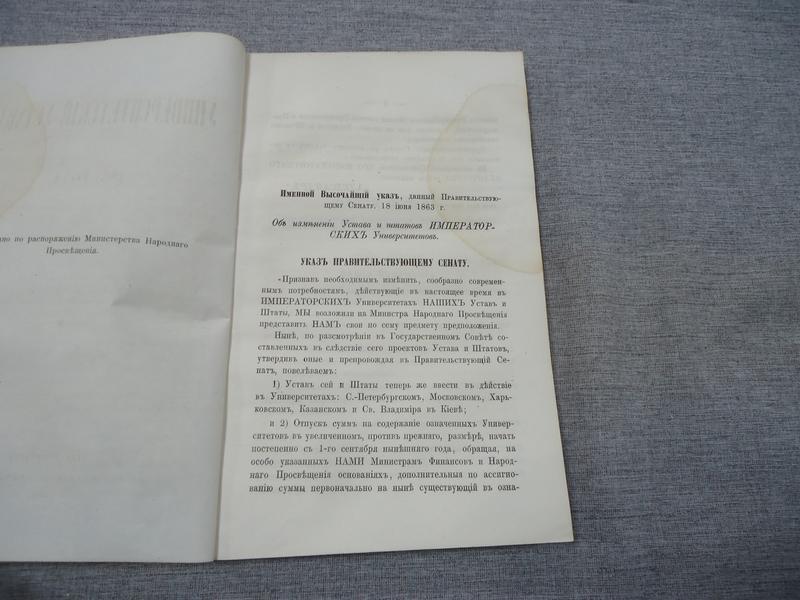 но по распоряженію Министерства Народнаго
Просвѣщенія.
Именной Высочайшій указъ, данный Правительствую-
щему Сенату. 18 іюня 1863 г.
Объ измѣненіи Устава и штатовъ ИМПЕРАТОР-
СКИХЪ Университетовъ.
УКАЗЪ ПРАВИТЕЛЬСТВУЮЩЕМУ СЕНАТУ.
«Признавъ необходимымъ измѣнить, сообразно современ-
нымъ потребностямъ, дѣйствующіе въ настоящее время въ
ИМПЕРАТОРСКИХЪ Университетахъ НАШИХЪ Уставъ и
Штаты, МЫ возложили на Министра Народнаго Просвѣщенія
представить НАМЪ свои по сему предмету предположенія.
Нынѣ, по разсмотрѣніи въ Государственномъ Совѣтѣ со-
ставленныхъ въ слѣдствіе сего проектовъ Устава и Штатовъ,
утвердивъ оные и препровождая въ Правительствующій Се-
натъ, повелѣваемъ:
1) Уставъ сей и Штаты теперь же ввести въ дѣйствіе
въ Университетахъ: С.-Петербургскомъ, Московскомъ, Харь-
ковскомъ, Казанскомъ и Св. Владиміра въ Кіевѣ;
и 2) Отпускъ суммъ на содержаніе означенныхъ Универ-
ситетовъ въ увеличенномъ, противъ прежняго, размѣрѣ, начать
постепенно съ 1-го сентября нынѣшняго года, обращая, на
особо указанныхъ НАМИ Министрамъ Финансовъ и Народ-
наго Просвѣщенія основаніяхъ, дополнительныя по ассигно-
ванію суммы первоначально на нынѣ существующій въ озна-